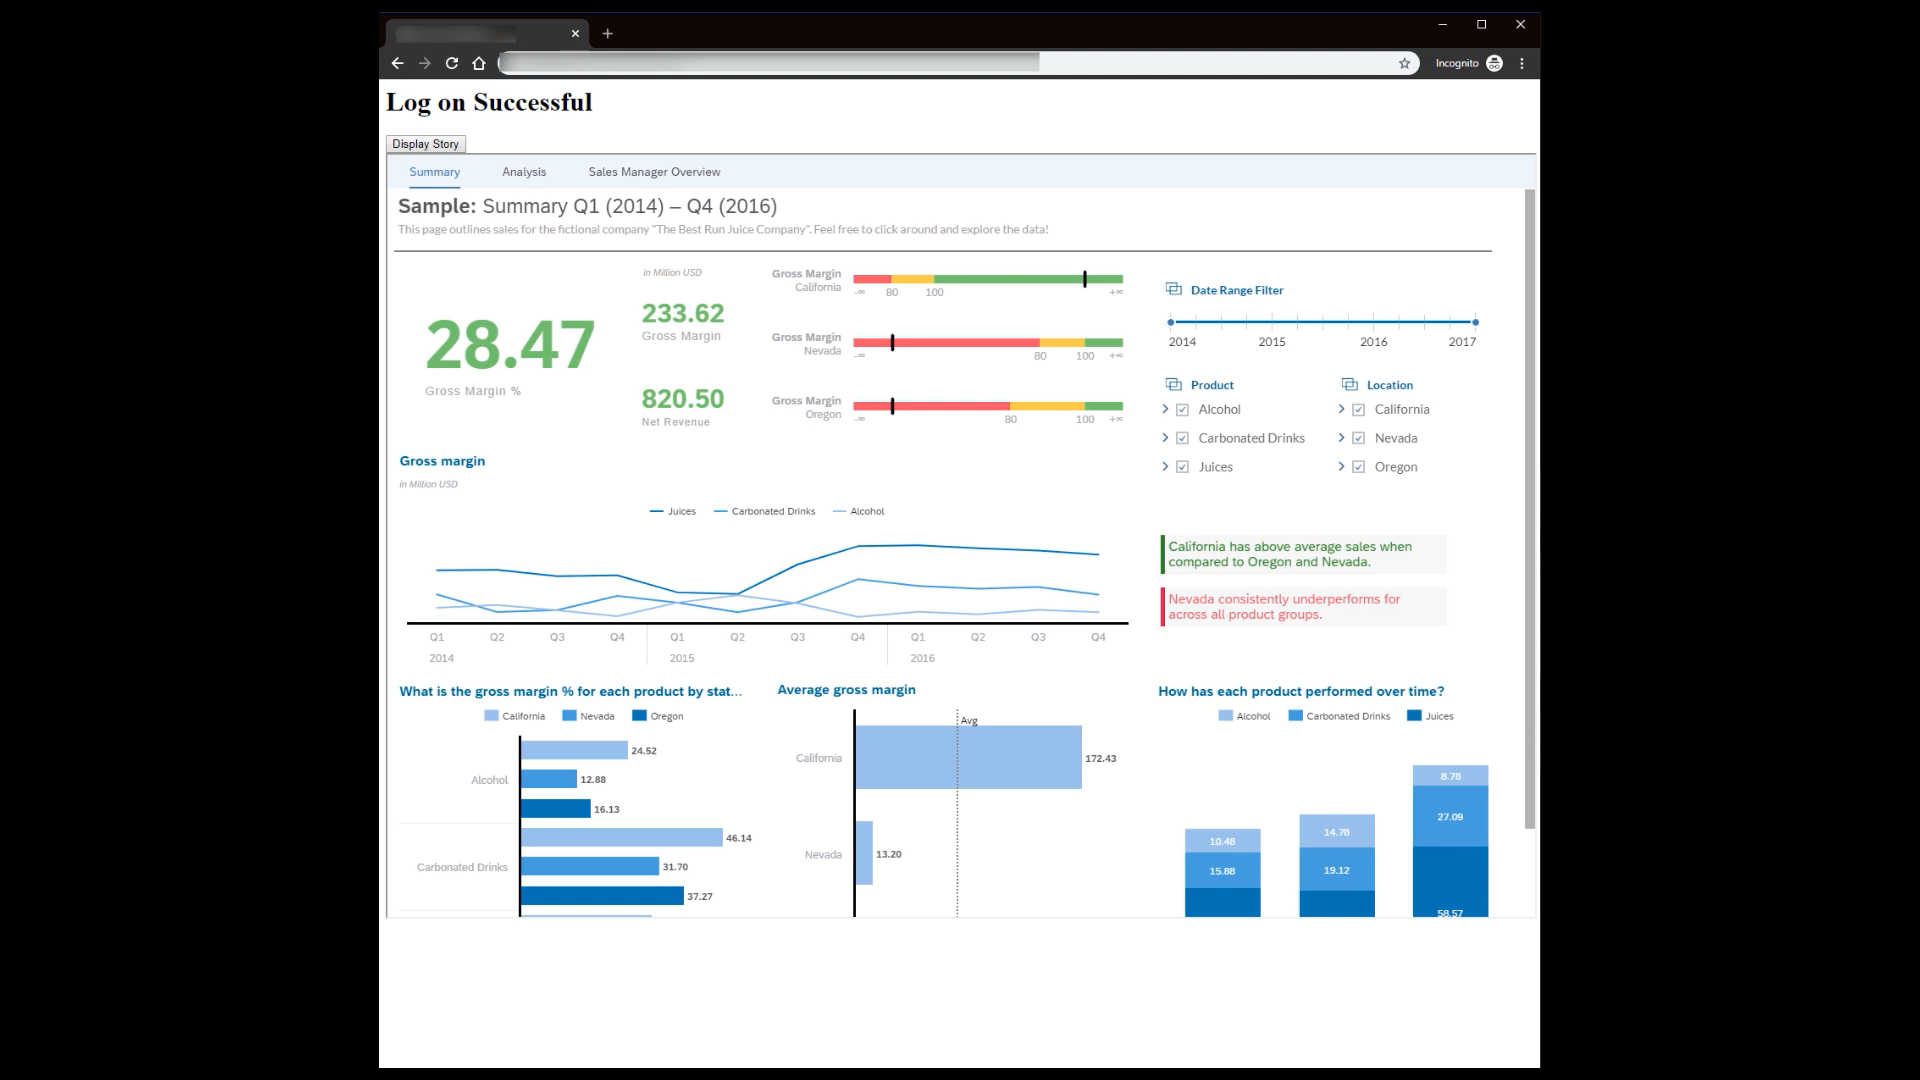 Incognito
Log on Successful
Display Story
Summary Analysis Sales Manager Overview
Sample: Summary Q1 (2014) – Q4 (2016)
This page outlines sales for the fictional company "The Best Run Juice Company". Feel free to click around and explore the data!
28.47
Gross Margin %
in Million USD
233.62
Gross Margin
820.50
Net Revenue
Gross Margin
California
-∞ 80 100 +∞
Gross Margin
Nevada
-∞ 80 100 +∞
Gross Margin
Oregon
-∞ 80 100 +∞
Date Range Filter
2014 2015 2016 2017
Product
Alcohol
Carbonated Drinks
Juices
Location
California
Nevada
Oregon
Gross margin
in Million USD
Juices Carbonated Drinks Alcohol
Q1 Q2 Q3 Q4 Q1 Q2 Q3 Q4 Q1 Q2 Q3 Q4
2014 2015 2016
California has above average sales when
compared to Oregon and Nevada.
Nevada consistently underperforms for
across all product groups.
What is the gross margin % for each product by stat...
California Nevada Oregon
Alcohol
24.52
12.88
16.13
Carbonated Drinks
46.14
31.70
37.27
Average gross margin
Avg
California 172.43
Nevada 13.20
How has each product performed over time?
Alcohol Carbonated Drinks Juices
10.48
15.88
14.78
19.12
8.78
27.09
58.57